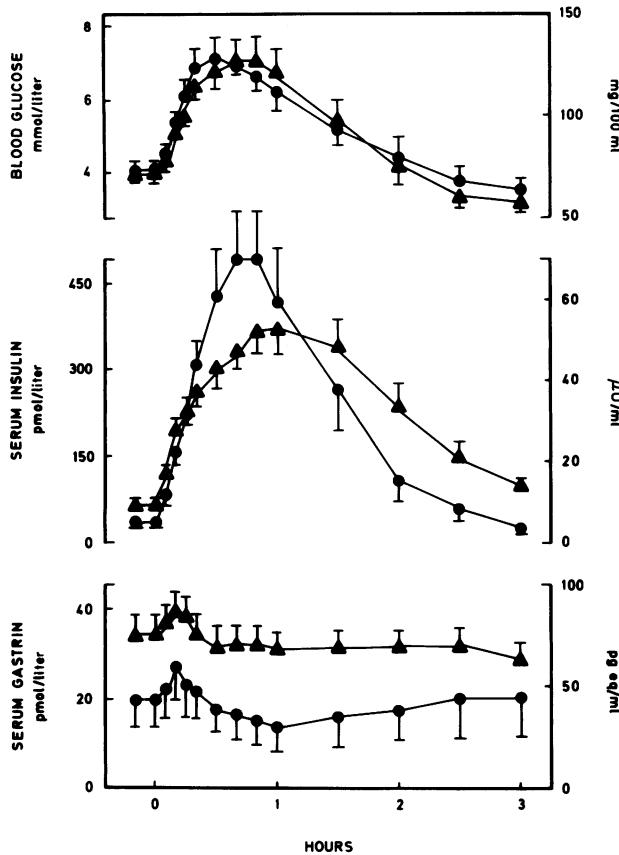 BLOOD GLUCOSE
mmol/liter
8
6
4
150
100
50
mg/100 ml
SERUM INSULIN
pmol/liter
450
300
150
0
60
40
20
0
μU/ml
SERUM GASTRIN
pmol/liter
40
20
0
100
50
0
pg eq/ml
0
1
2
3
HOURS